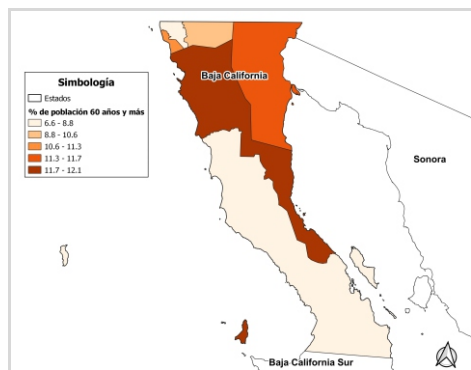 Baja California
Simbología
Estados
% de población 60 años y más
6.6 - 8.8
8.8 - 10.6
10.6 - 11.3
11.3 - 11.7
11.7 - 12.1
Sonora
Baja California Sur